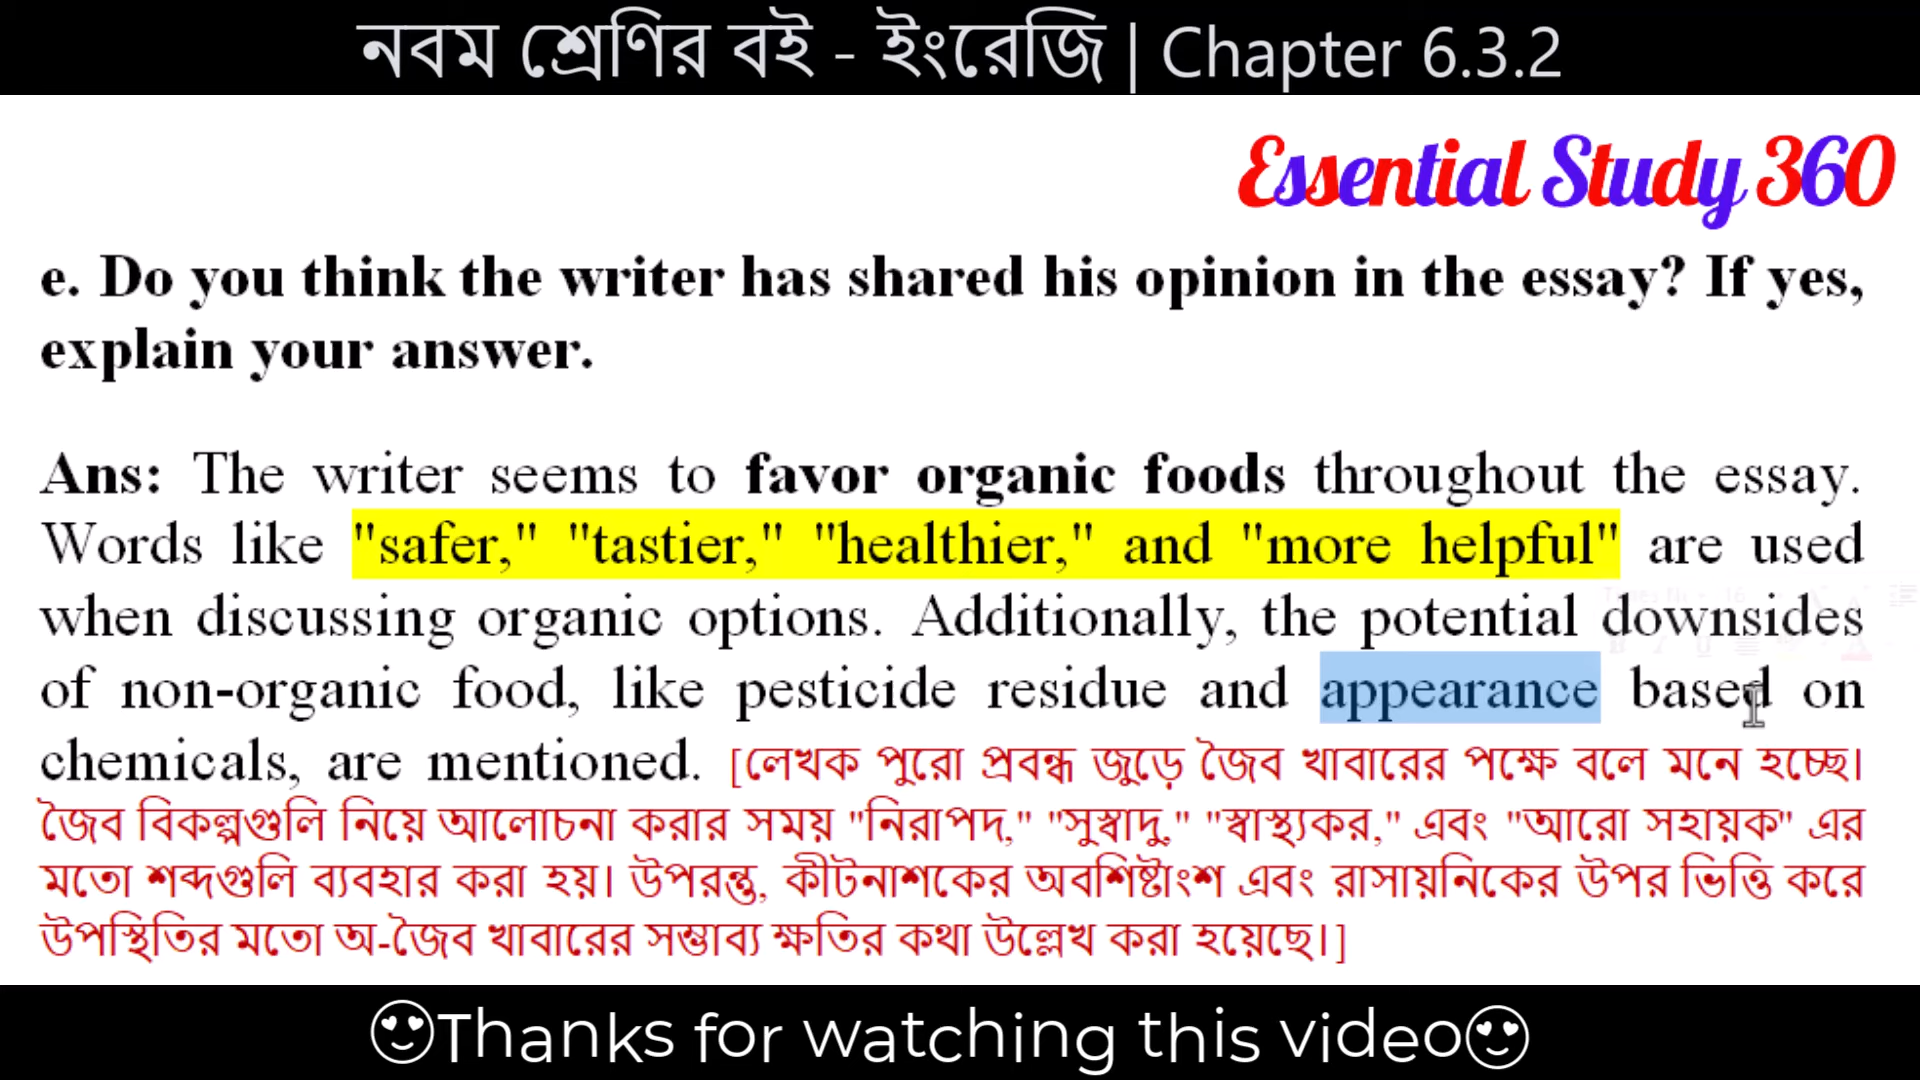 নবম শ্রেণির বই - ইংরেজি | Chapter 6.3.2
Essential Study 360
e. Do you think the writer has shared his opinion in the essay? If yes,
explain your answer.
Ans: The writer seems to favor organic foods throughout the essay.
Words like "safer," "tastier," "healthier," and "more helpful" are used
when discussing organic options. Additionally, the potential downsides
of non-organic food, like pesticide residue and appearance based on
chemicals, are mentioned. [লেখক পুরো প্রবন্ধ জুড়ে জৈব খাবারের পক্ষে বলে মনে হচ্ছে।
জৈব বিকল্পগুলি নিয়ে আলোচনা করার সময় "নিরাপদ," "সুস্বাদু," "স্বাস্থ্যকর," এবং "আরো সহায়ক" এর
মতো শব্দগুলি ব্যবহার করা হয়। উপরন্তু, কীটনাশকের অবশিষ্টাংশ এবং রাসায়নিকের উপর ভিত্তি করে
উপস্থিতির মতো অ-জৈব খাবারের সম্ভাব্য ক্ষতির কথা উল্লেখ করা হয়েছে।]
Thanks for watching this video